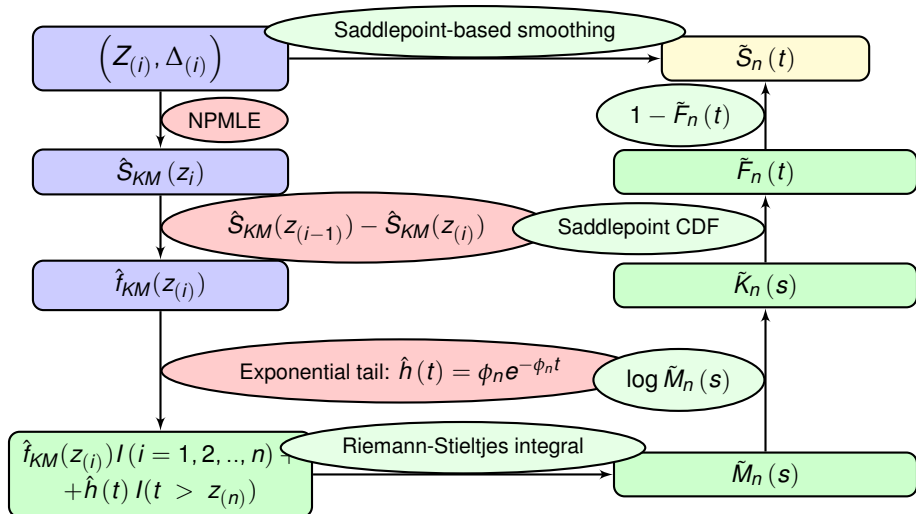 Saddlepoint-based smoothing
(Z_(i), Δ_(i))
S̃_n (t)
NPMLE
1 − F̃_n (t)
Ŝ_KM (z_i)
F̃_n (t)
Ŝ_KM(z_(i−1)) − Ŝ_KM(z_(i))
Saddlepoint CDF
f̂_KM(z_(i))
K̃_n (s)
Exponential tail: ĥ (t) = ϕ_n e^{−ϕ_n t}
log M̃_n (s)
f̂_KM(z_(i)) I (i = 1, 2, .., n) +
+ĥ (t) I(t > z_(n))
Riemann-Stieltjes integral
M̃_n (s)